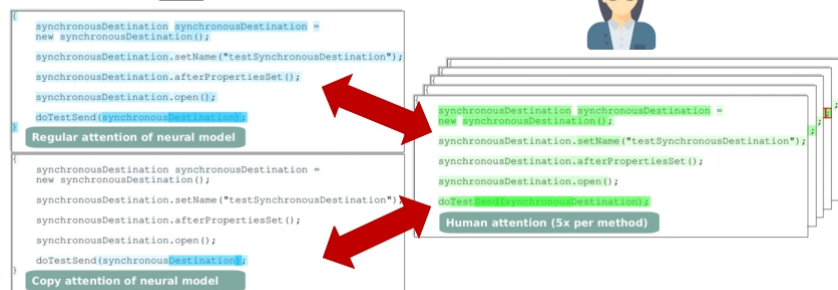 {
synchronousDestination synchronousDestination =
new synchronousDestination();
synchronousDestination.setName("testSynchronousDestination");
synchronousDestination.afterPropertiesSet();
synchronousDestination.open();
doTestSend(synchronousDestination);
}
Regular attention of neural model
{
synchronousDestination synchronousDestination =
new synchronousDestination();
synchronousDestination.setName("testSynchronousDestination");
synchronousDestination.afterPropertiesSet();
synchronousDestination.open();
doTestSend(synchronousDestination);
}
Copy attention of neural model
synchronousDestination synchronousDestination =
new synchronousDestination();
synchronousDestination.setName("testSynchronousDestination");
synchronousDestination.afterPropertiesSet();
synchronousDestination.open();
doTestSend(synchronousDestination);
Human attention (5x per method)